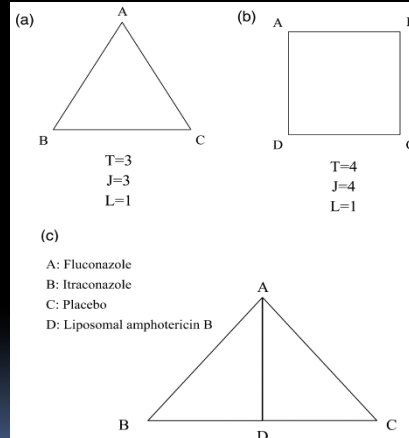 (a)
A
B
C
T=3
J=3
L=1
(b)
A
D
T=4
J=4
L=1
(c)
A: Fluconazole
B: Itraconazole
C: Placebo
D: Liposomal amphotericin B
A
B
D
C